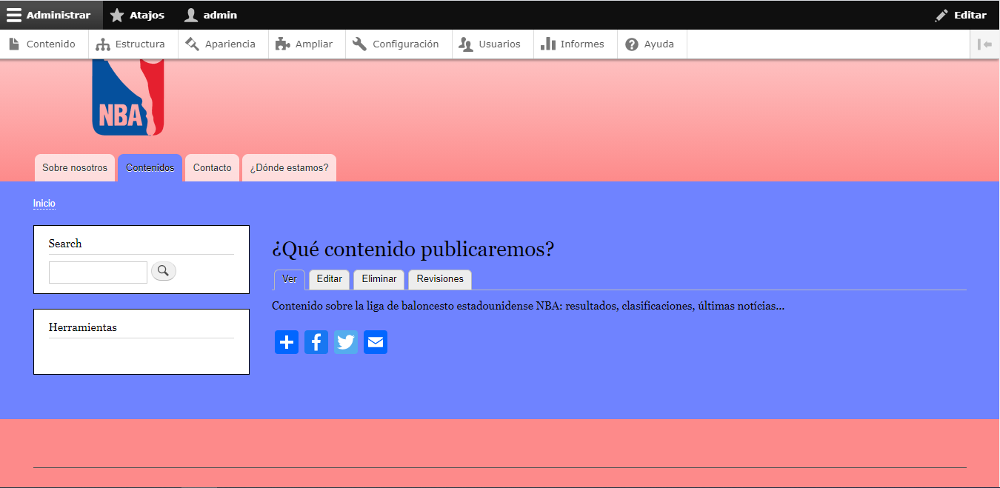 Administrar Atajos admin Editar
Contenido Estructura Apariencia Ampliar Configuración Usuarios Informes Ayuda
NBA
Sobre nosotros Contenidos Contacto ¿Dónde estamos?
Inicio
Search
¿Qué contenido publicaremos?
Ver Editar Eliminar Revisiones
Contenido sobre la liga de baloncesto estadounidense NBA: resultados, clasificaciones, últimas notícias...
Herramientas